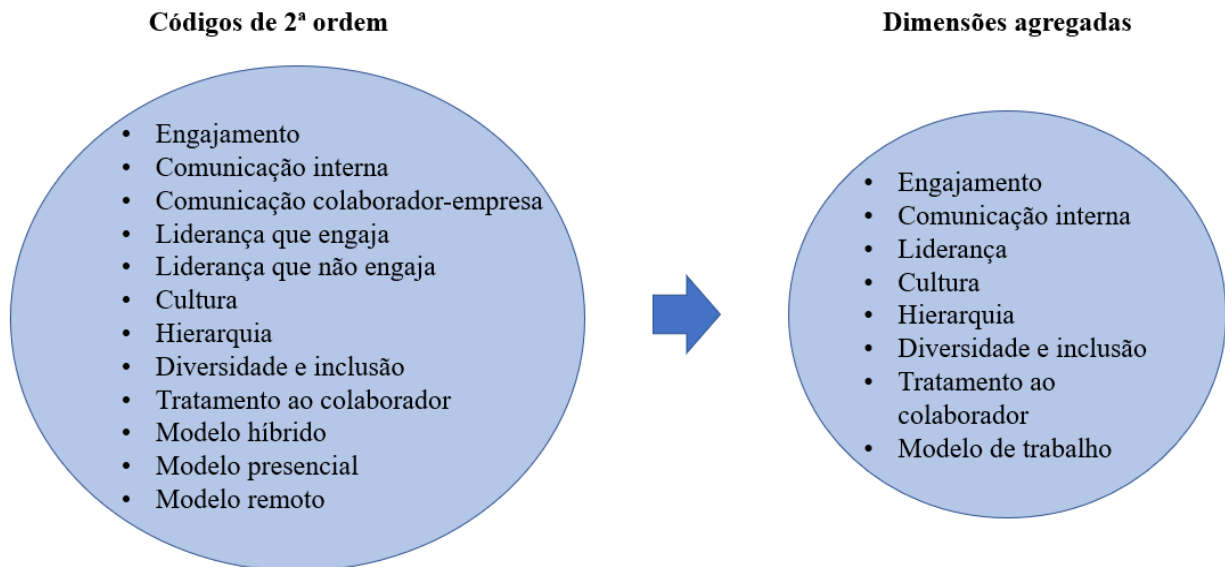 Códigos de 2ª ordem
• Engajamento
• Comunicação interna
• Comunicação colaborador-empresa
• Liderança que engaja
• Liderança que não engaja
• Cultura
• Hierarquia
• Diversidade e inclusão
• Tratamento ao colaborador
• Modelo híbrido
• Modelo presencial
• Modelo remoto
Dimensões agregadas
• Engajamento
• Comunicação interna
• Liderança
• Cultura
• Hierarquia
• Diversidade e inclusão
• Tratamento ao
colaborador
• Modelo de trabalho